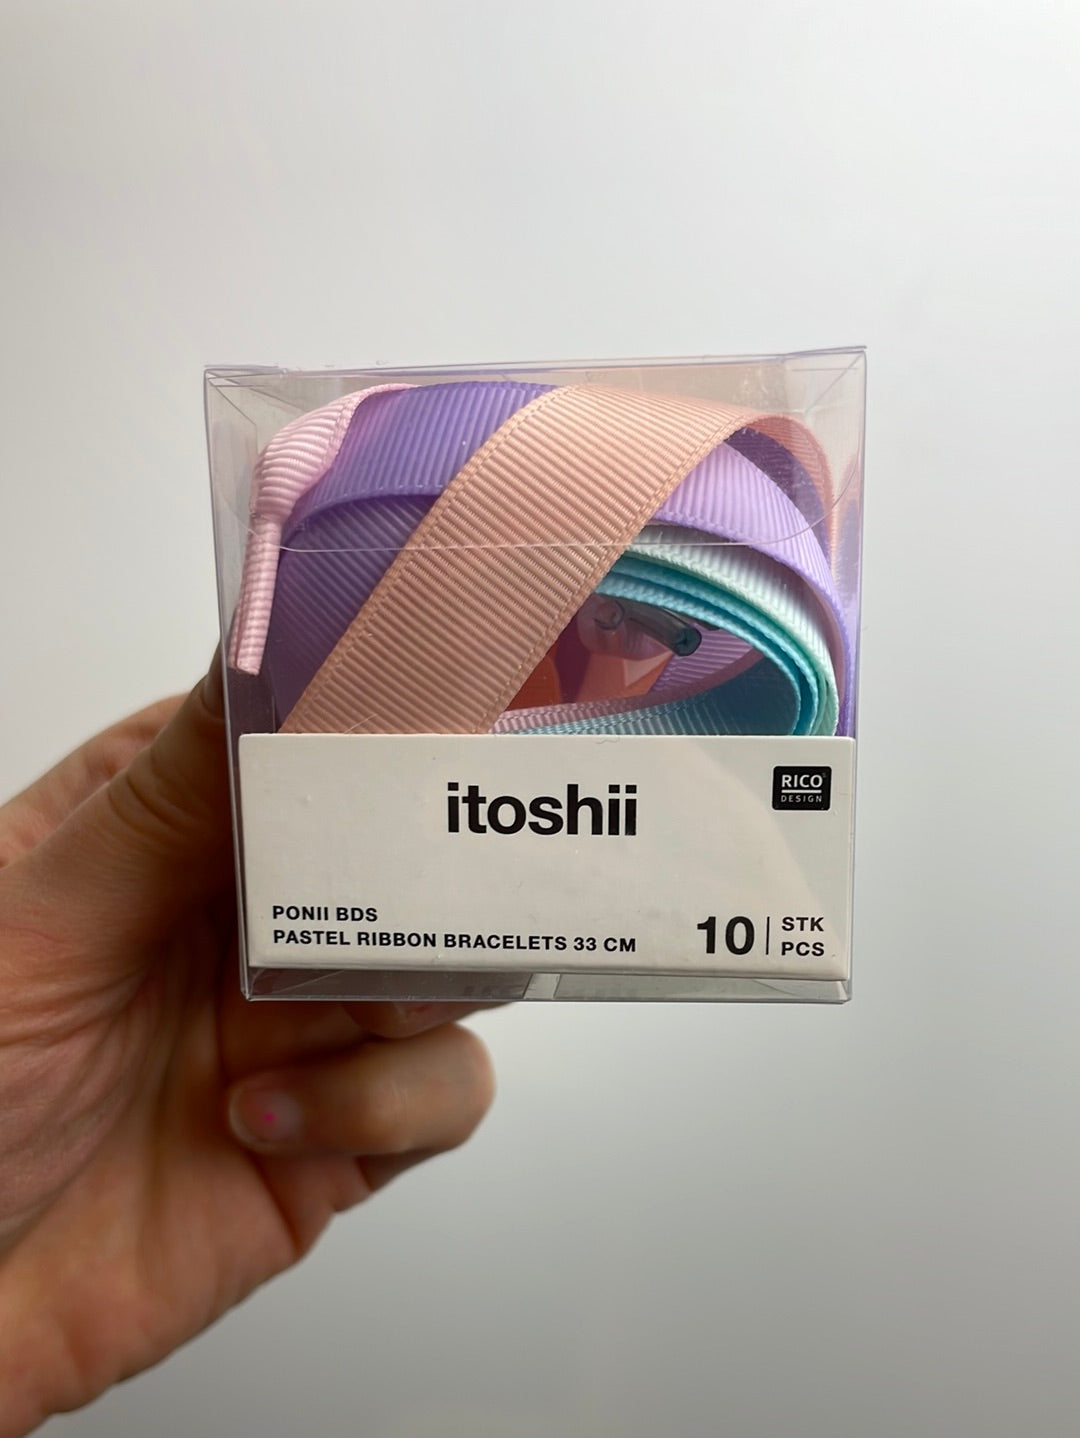 itoshii
RICO
DESIGN
PONII BDS
PASTEL RIBBON BRACELETS 33 CM
10 STK
PCS